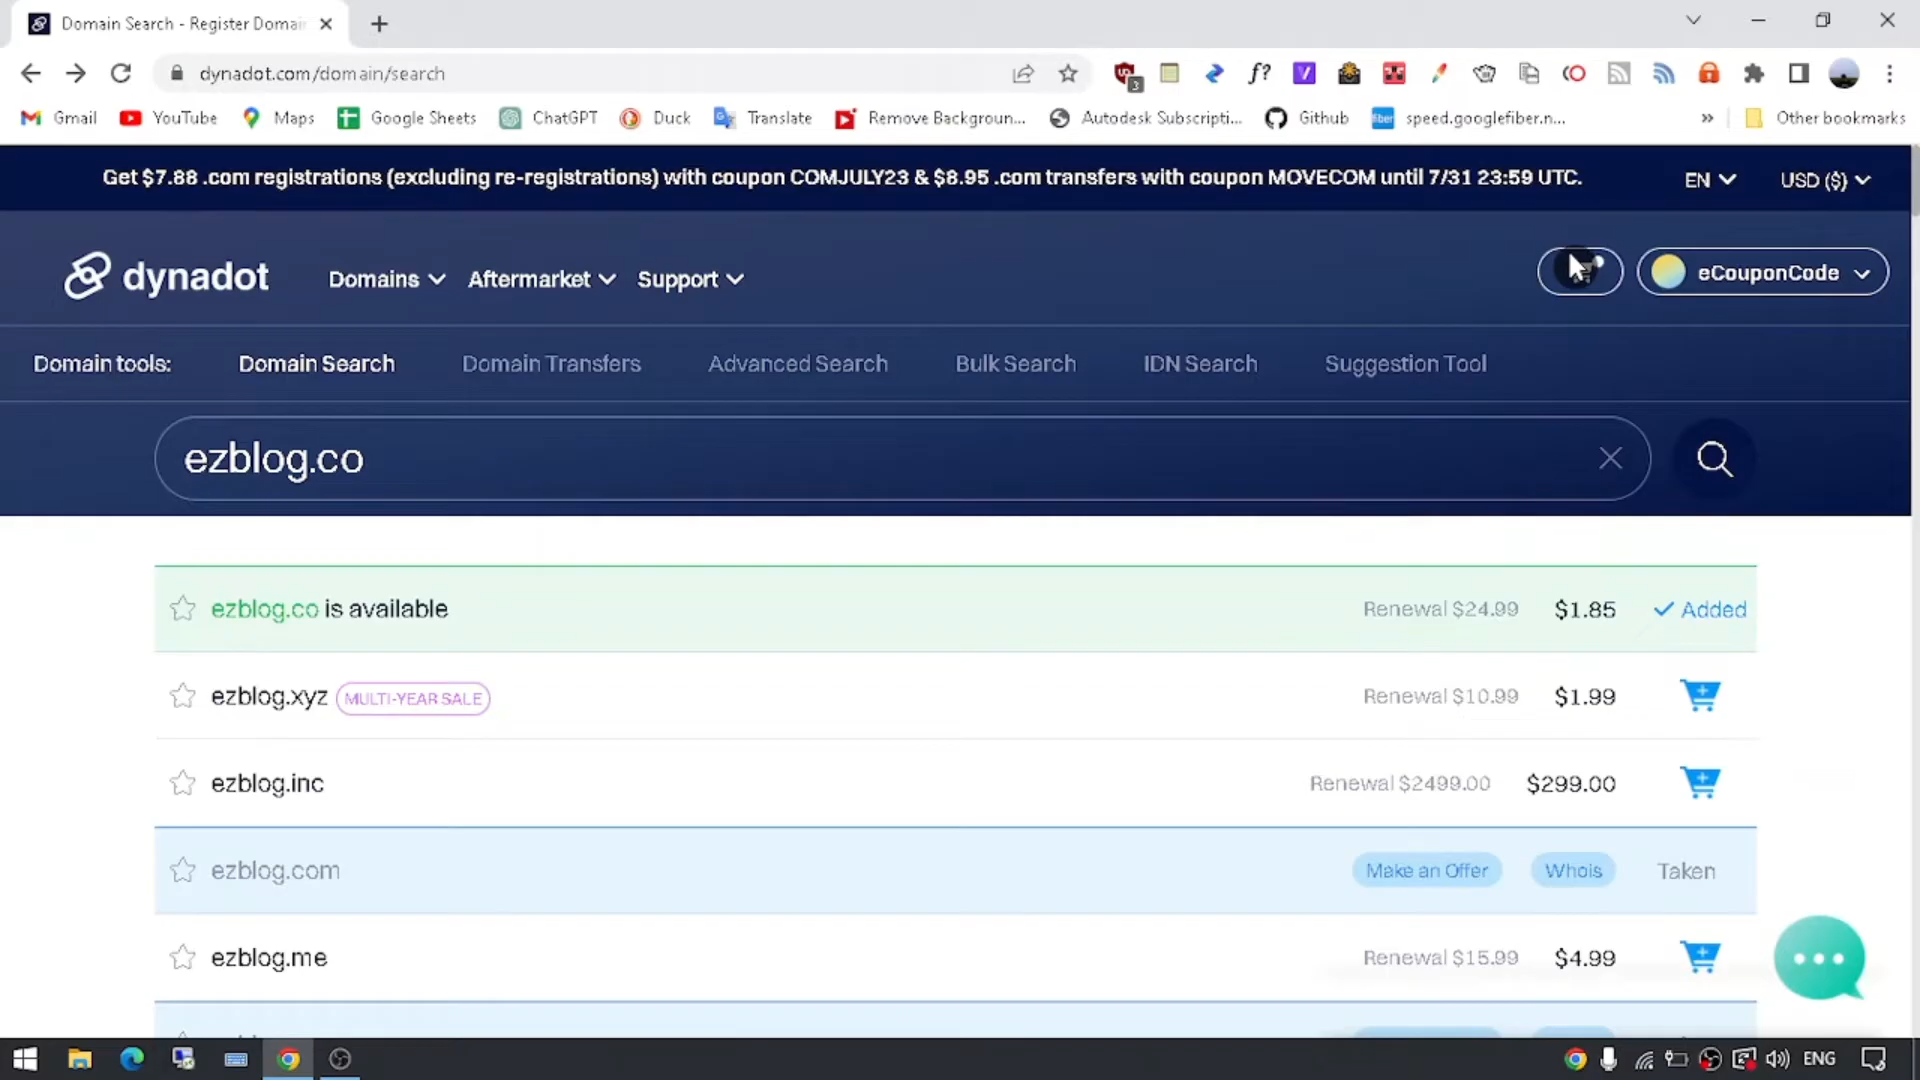 Domain Search - Register Domai
dynadot.com/domain/search
3
f?
Gmail YouTube Maps Google Sheets ChatGPT Duck Translate Remove Backgroun... Autodesk Subscripti... Github fiber speed.googlefiber.n... » Other bookmarks
Get $7.88 .com registrations (excluding re-registrations) with coupon COMJULY23 & $8.95 .com transfers with coupon MOVECOM until 7/31 23:59 UTC. EN USD ($)
dynadot Domains Aftermarket Support eCouponCode
Domain tools: Domain Search Domain Transfers Advanced Search Bulk Search IDN Search Suggestion Tool
ezblog.co
ezblog.co is available Renewal $24.99 $1.85 Added
ezblog.xyz MULTI-YEAR SALE Renewal $10.99 $1.99
ezblog.inc Renewal $2499.00 $299.00
ezblog.com Make an Offer Whois Taken
ezblog.me Renewal $15.99 $4.99
ENG